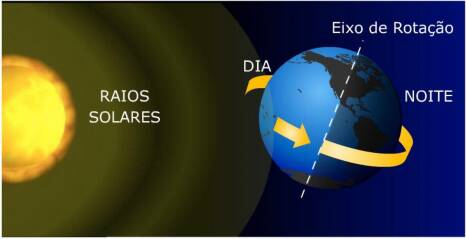 Eixo de Rotação
DIA
RAIOS
SOLARES
NOITE